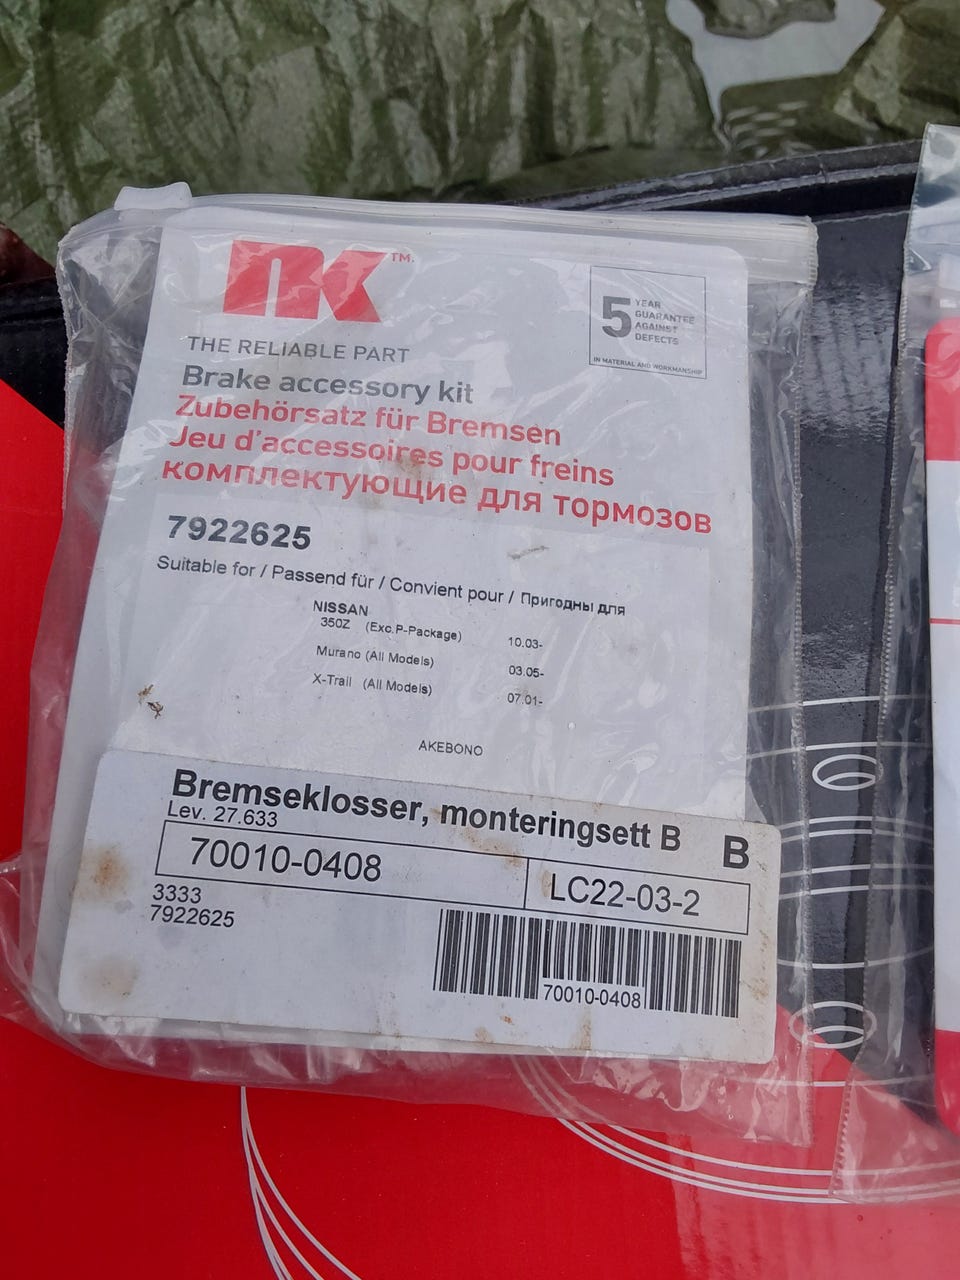 NK™.
THE RELIABLE PART
5 YEAR
GUARANTEE
AGAINST
DEFECTS
IN MATERIAL AND WORKMANSHIP
Brake accessory kit
Zubehörsatz für Bremsen
Jeu d'accessoires pour freins
комплектующие для тормозов
7922625
Suitable for / Passend für / Convient pour / Пригодны для
NISSAN
350Z (Exc.P-Package) 10.03-
Murano (All Models) 03.05-
X-Trail (All Models) 07.01-
AKEBONO
Bremseklosser, monteringsett B B
Lev. 27.633
70010-0408 LC22-03-2
3333
7922625
70010-0408